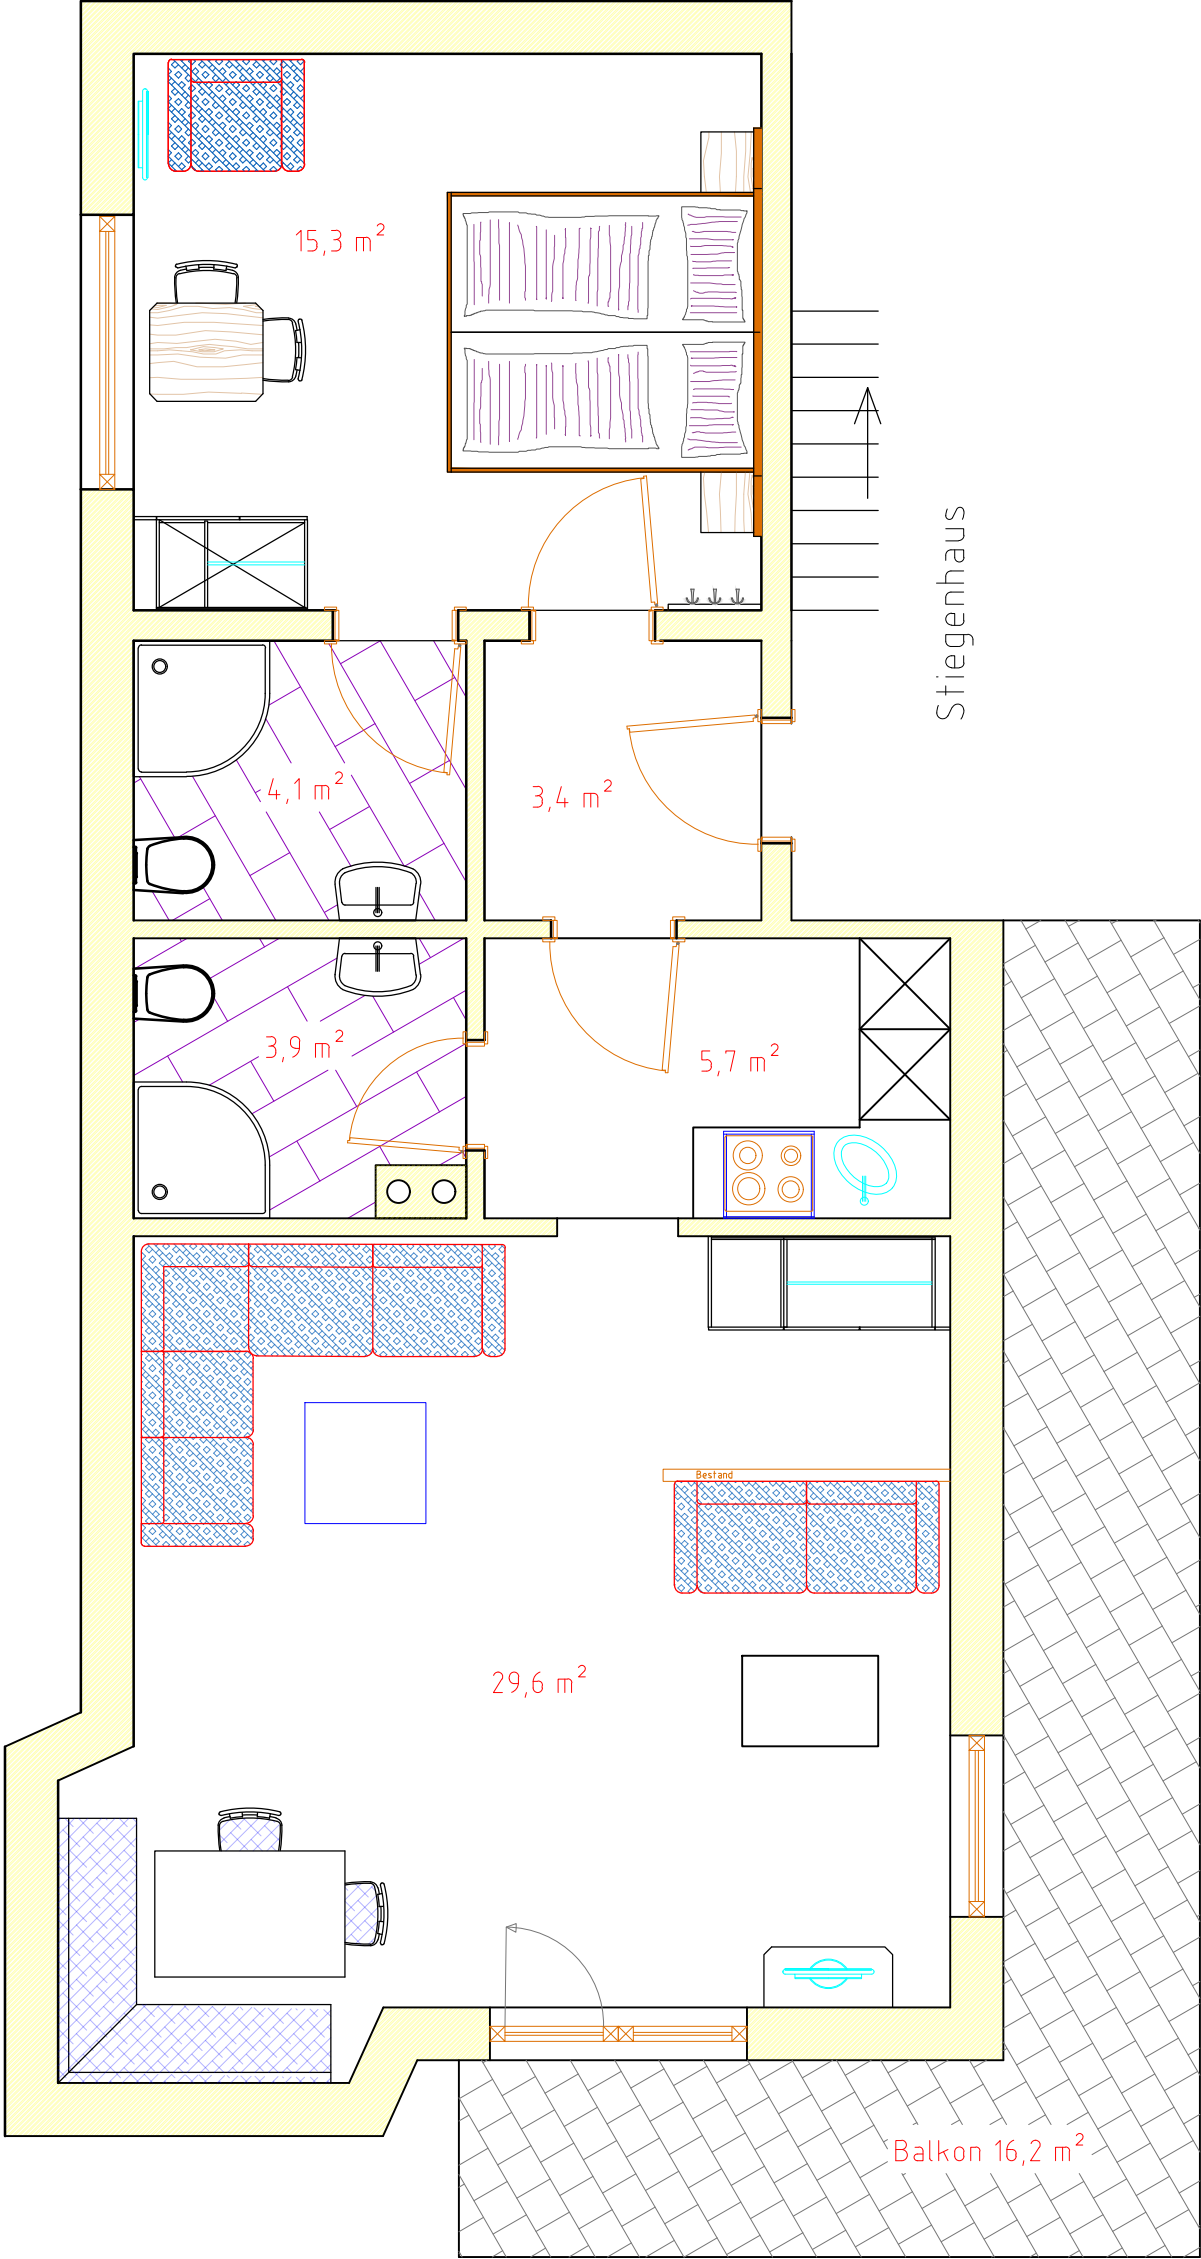 15,3 m²
Stiegenhaus
4,1 m²
3,4 m²
3,9 m²
5,7 m²
Bestand
29,6 m²
Balkon 16,2 m²